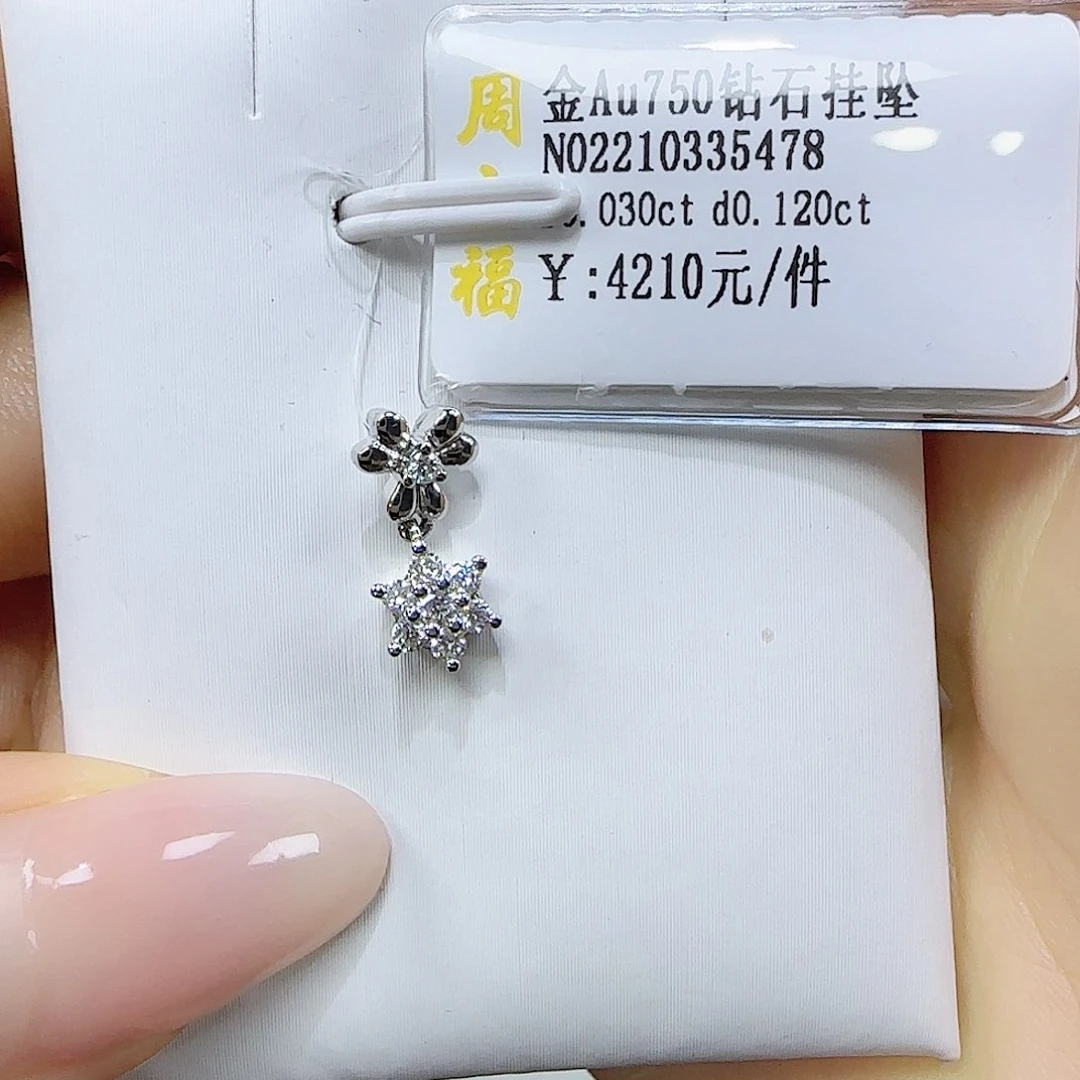 周
福
金Au750钻石挂坠
NO2210335478
.030ct d0.120ct
￥:4210元/件